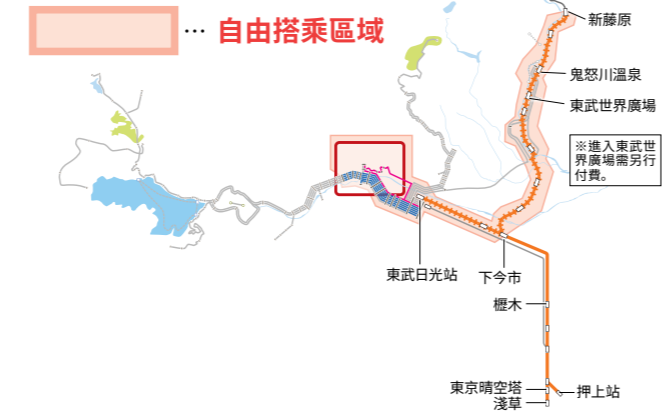 … 自由搭乘區域
新藤原
鬼怒川溫泉
東武世界廣場
※進入東武世
界廣場需另行
付費。
東武日光站
下今市
櫪木
東京晴空塔
押上站
淺草